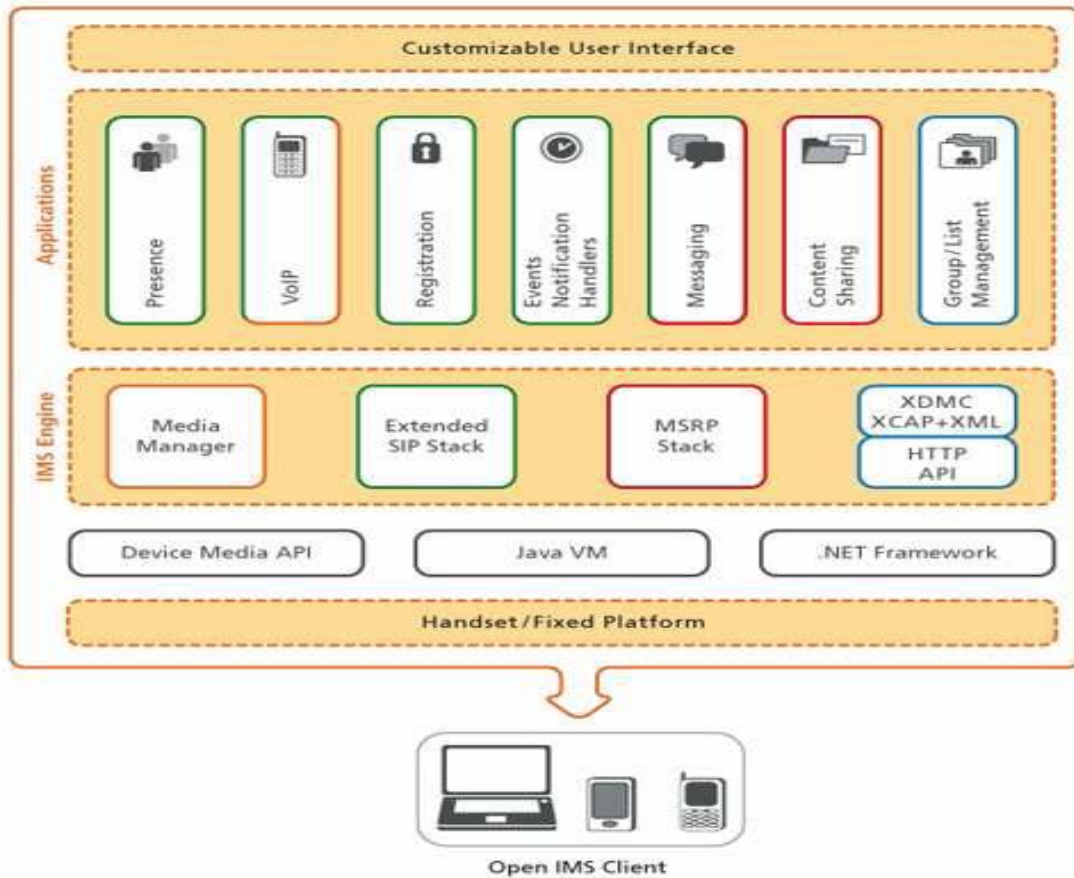 Customizable User Interface
Applications
Presence
VoIP
Registration
Events
Notification
Handlers
Messaging
Content
Sharing
Group/List
Management
IMS Engine
Media
Manager
Extended
SIP Stack
MSRP
Stack
XDMC
XCAP+XML
HTTP
API
Device Media API
Java VM
.NET Framework
Handset/Fixed Platform
Open IMS Client